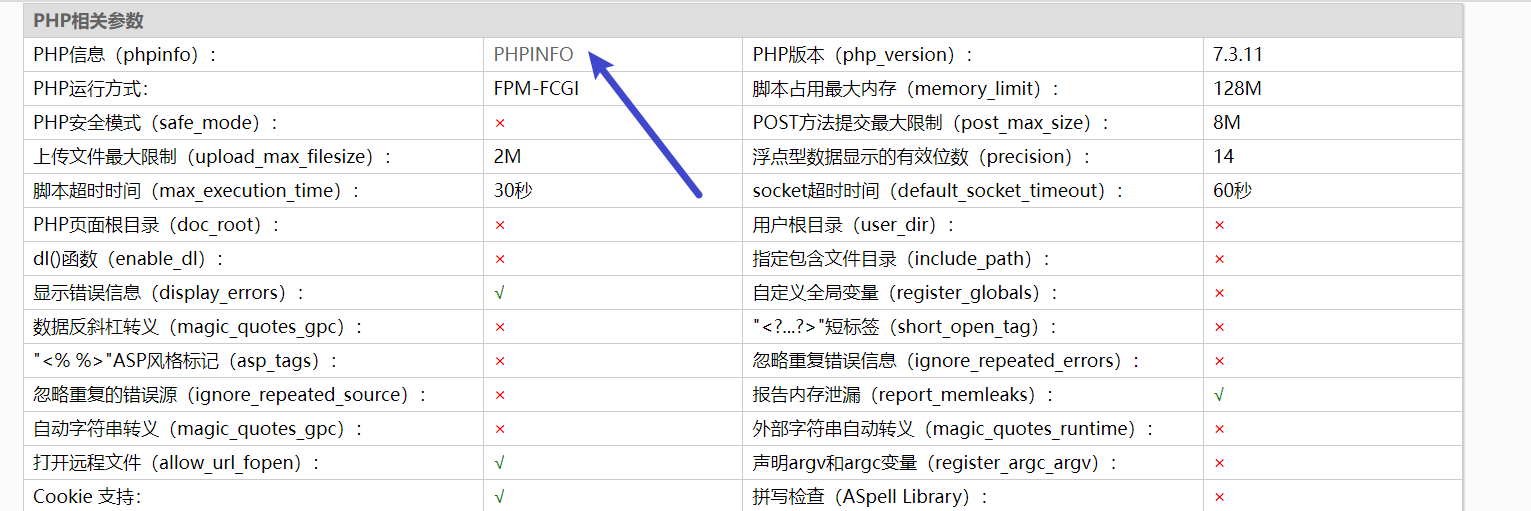 PHP相关参数
PHP信息（phpinfo）： PHPINFO PHP版本（php_version）： 7.3.11
PHP运行方式： FPM-FCGI 脚本占用最大内存（memory_limit）： 128M
PHP安全模式（safe_mode）： × POST方法提交最大限制（post_max_size）： 8M
上传文件最大限制（upload_max_filesize）： 2M 浮点型数据显示的有效位数（precision）： 14
脚本超时时间（max_execution_time）： 30秒 socket超时时间（default_socket_timeout）： 60秒
PHP页面根目录（doc_root）： × 用户根目录（user_dir）： ×
dl()函数（enable_dl）： × 指定包含文件目录（include_path）： ×
显示错误信息（display_errors）： √ 自定义全局变量（register_globals）： ×
数据反斜杠转义（magic_quotes_gpc）： × "<?...?>"短标签（short_open_tag）： ×
"<% %>"ASP风格标记（asp_tags）： × 忽略重复错误信息（ignore_repeated_errors）： ×
忽略重复的错误源（ignore_repeated_source）： × 报告内存泄漏（report_memleaks）： √
自动字符串转义（magic_quotes_gpc）： × 外部字符串自动转义（magic_quotes_runtime）： ×
打开远程文件（allow_url_fopen）： √ 声明argv和argc变量（register_argc_argv）： ×
Cookie 支持： √ 拼写检查（ASpell Library）： ×